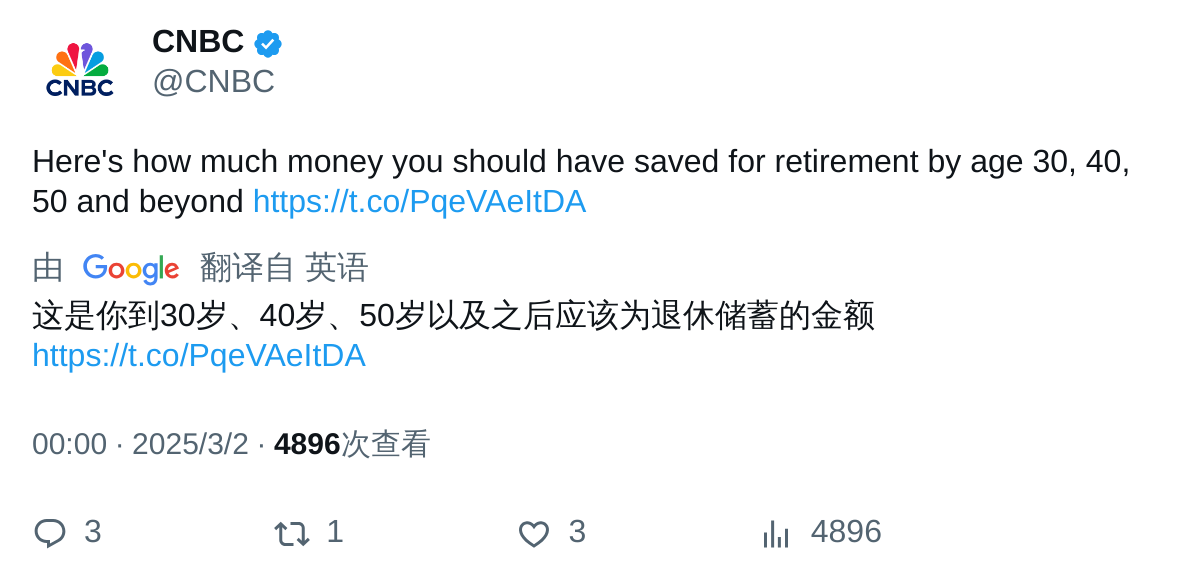 CNBC
CNBC
@CNBC
Here's how much money you should have saved for retirement by age 30, 40,
50 and beyond https://t.co/PqeVAeItDA
由 Google 翻译自 英语
这是你到30岁、40岁、50岁以及之后应该为退休储蓄的金额
https://t.co/PqeVAeItDA
00:00 · 2025/3/2 · 4896次查看
3 1 3 4896